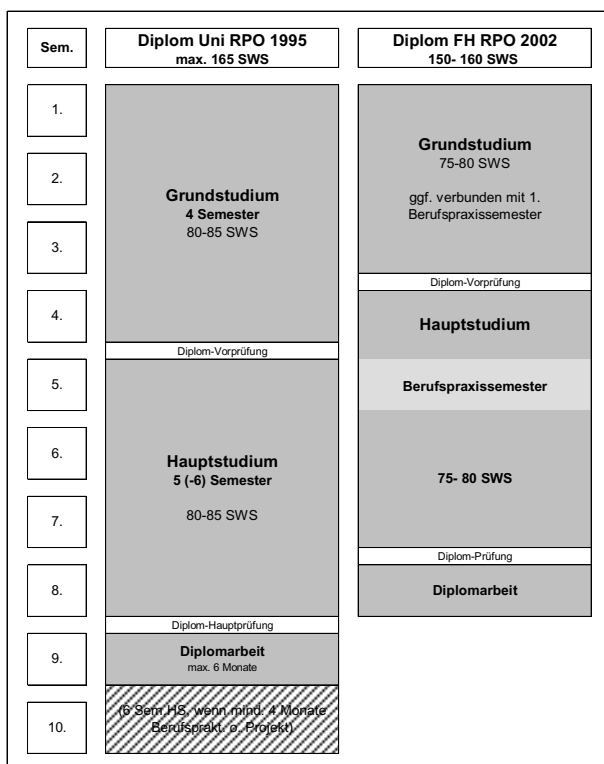 Sem.
Diplom Uni RPO 1995
max. 165 SWS
Diplom FH RPO 2002
150- 160 SWS
1.
2.
3.
4.
5.
6.
7.
8.
9.
10.
Grundstudium
4 Semester
80-85 SWS
Diplom-Vorprüfung
Hauptstudium
5 (-6) Semester
80-85 SWS
Diplom-Hauptprüfung
Diplomarbeit
max. 6 Monate
(6 Sem HS, wenn mind. 4 Monate
Berufsprakt. o. Projekt)
Grundstudium
75-80 SWS
ggf. verbunden mit 1.
Berufspraxissemester
Diplom-Vorprüfung
Hauptstudium
Berufspraxissemester
75- 80 SWS
Diplom-Prüfung
Diplomarbeit